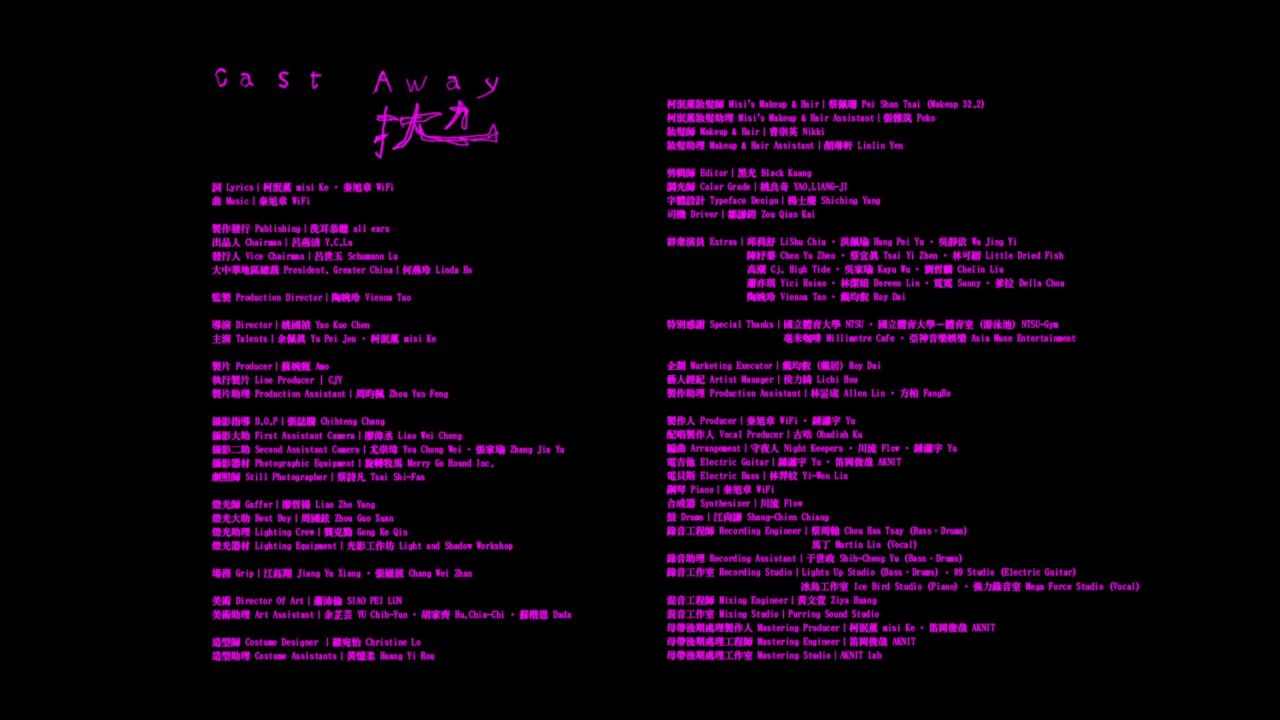 Cast Away
詞 Lyrics | 柯泯薰 misi Ke · 秦旭章 WiFi
曲 Music | 秦旭章 WiFi
製作發行 Publishing | 洗耳恭聽 all ears
出品人 Chairman | 呂燕清 Y.C.Lu
發行人 Vice Chairman | 呂世玉 Schumann Lu
大中華地區總裁 President, Greater China | 何燕玲 Linda Ho
監製 Production Director | 陶婉玲 Vienna Tao
導演 Director | 姚國禎 Yao Kuo Chen
主演 Talents | 余佩真 Yu Pei Jen · 柯泯薰 misi Ke
製片 Producer | 蘇婉甄 Amo
執行製片 Line Producer | CJY
製片助理 Production Assistant | 周昀楓 Zhou Yun Feng
攝影指導 D.O.P | 張誌騰 Chihteng Chang
攝影大助 First Assistant Camera | 廖偉丞 Liao Wei Cheng
攝影二助 Second Assistant Camera | 尤崇瑋 You Chong Wei · 張家瑜 Zhang Jia Yu
攝影器材 Photographic Equipment | 旋轉牧馬 Merry Go Round Inc.
劇照師 Still Photographer | 蔡詩凡 Tsai Shi-Fan
燈光師 Gaffer | 廖哲揚 Liao Zhe Yang
燈光大助 Best Boy | 周國鉉 Zhou Guo Xuan
燈光助理 Lighting Crew | 龔克勤 Gong Ke Qin
燈光器材 Lighting Equipment | 光影工作坊 Light and Shadow Workshop
場務 Grip | 江鈺翔 Jiang Yu Xiang · 張維展 Chang Wei Zhan
美術 Director Of Art | 蕭沛倫 SIAO PEI LUN
美術助理 Art Assistant | 余芷芸 YU Chih-Yun · 胡家齊 Hu,Chia-Chi · 蘇楷恩 Dada
造型師 Costume Designer | 羅宛怡 Christine Lo
造型助理 Costume Assistants | 黃憶柔 Huang Yi Rou
柯泯薰妝髮師 Misi's Makeup & Hair | 蔡佩珊 Pei Shan Tsai (Makeup 32.2)
柯泯薰妝髮助理 Misi's Makeup & Hair Assistant | 張雅筑 Peko
妝髮師 Makeup & Hair | 曹崇英 Nikki
妝髮助理 Makeup & Hair Assistant | 顏琳軒 Linlin Yen
剪輯師 Editor | 黑光 Black Kuang
調光師 Color Grade | 姚良奇 YAO,LIANG-JI
字體設計 Typeface Design | 楊士慶 Shiching Yang
司機 Driver | 鄒謙鎧 Zou Qian Kai
群眾演員 Extras | 邱莉舒 LiShu Chiu · 洪佩瑜 Hung Pei Yu · 吳靜依 Wu Jing Yi
陳妤蓁 Chen Yu Zhen · 蔡宜真 Tsai Yi Zhen · 林可緗 Little Dried Fish
高潮 Cj, High Tide · 吳家瑜 Kaya Wu · 劉哲麟 Cholin Liu
蕭亦琪 Yici Hsiao · 林潔妞 Doreen Lin · 霓霓 Sunny · 爹拉 Della Chou
陶婉玲 Vienna Tao · 戴均叡 Roy Dai
特別感謝 Special Thanks | 國立體育大學 NTSU · 國立體育大學－體育室 (游泳池) NTSU-Gym
毫米咖啡 Millimetre Cafe · 亞神音樂娛樂 Asia Muse Entertainment
企劃 Marketing Executor | 戴均叡 (戴居) Roy Dai
藝人經紀 Artist Manager | 侯力綺 Lichi Hou
製作助理 Production Assistant | 林崟晟 Allen Lin · 方柏 FangBo
製作人 Producer | 秦旭章 WiFi · 鍾濰宇 Yu
配唱製作人 Vocal Producer | 古晧 Obadiah Ku
編曲 Arrangement | 守夜人 Night Keepers · 川流 Flow · 鍾濰宇 Yu
電吉他 Electric Guitar | 鍾濰宇 Yu · 笛岡俊哉 AKNIT
電貝斯 Electric Bass | 林羿妏 Yi-Wen Lin
鋼琴 Piano | 秦旭章 WiFi
合成器 Synthesizer | 川流 Flow
鼓 Drum | 江尚謙 Shang-Chien Chiang
錄音工程師 Recording Engineer | 蔡周翰 Chou Han Tsay (Bass·Drums)
馬丁 Martin Lin (Vocal)
錄音助理 Recording Assistant | 于世政 Shih-Cheng Yu (Bass·Drums)
錄音工作室 Recording Studio | Lights Up Studio (Bass·Drums) · 89 Studio (Electric Guitar)
冰鳥工作室 Ice Bird Studio (Piano) · 強力錄音室 Mega Force Studio (Vocal)
混音工程師 Mixing Engineer | 黃文萱 Ziya Huang
混音工作室 Mixing Studio | Purring Sound Studio
母帶後期處理製作人 Mastering Producer | 柯泯薰 misi Ke · 笛岡俊哉 AKNIT
母帶後期處理工程師 Mastering Engineer | 笛岡俊哉 AKNIT
母帶後期處理工作室 Mastering Studio | AKNIT lab